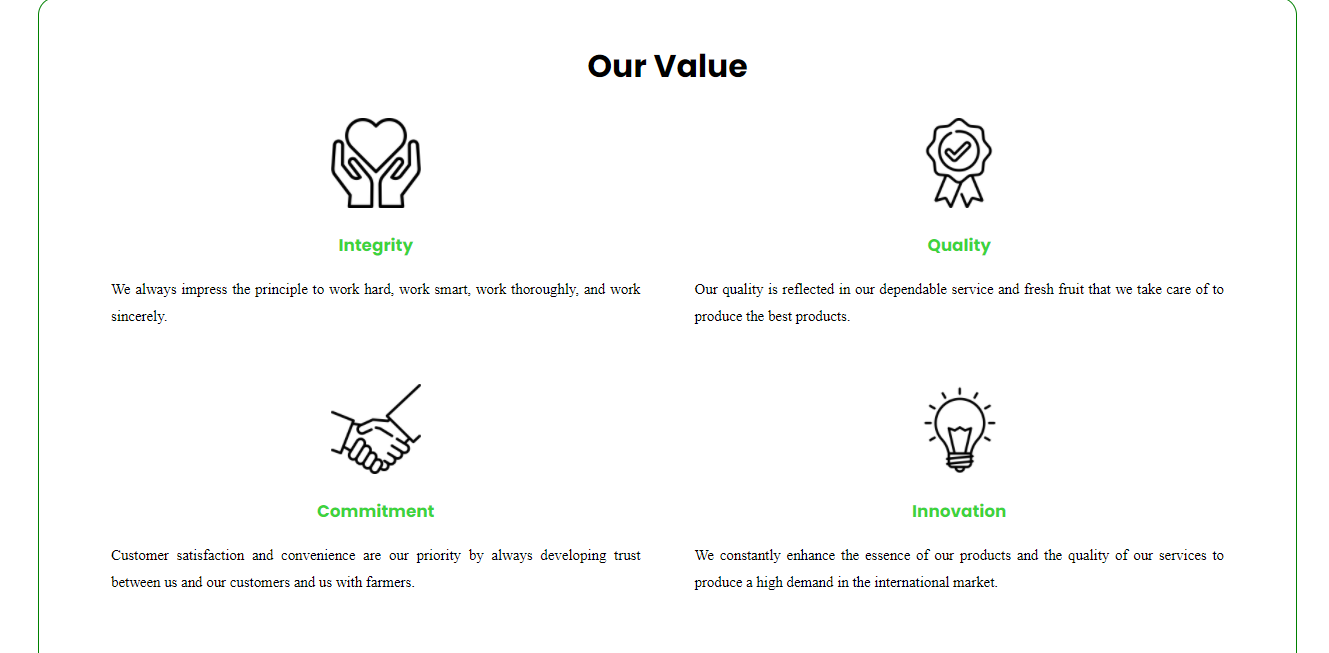 Our Value
Integrity
We always impress the principle to work hard, work smart, work thoroughly, and work
sincerely.
Quality
Our quality is reflected in our dependable service and fresh fruit that we take care of to
produce the best products.
Commitment
Customer satisfaction and convenience are our priority by always developing trust
between us and our customers and us with farmers.
Innovation
We constantly enhance the essence of our products and the quality of our services to
produce a high demand in the international market.